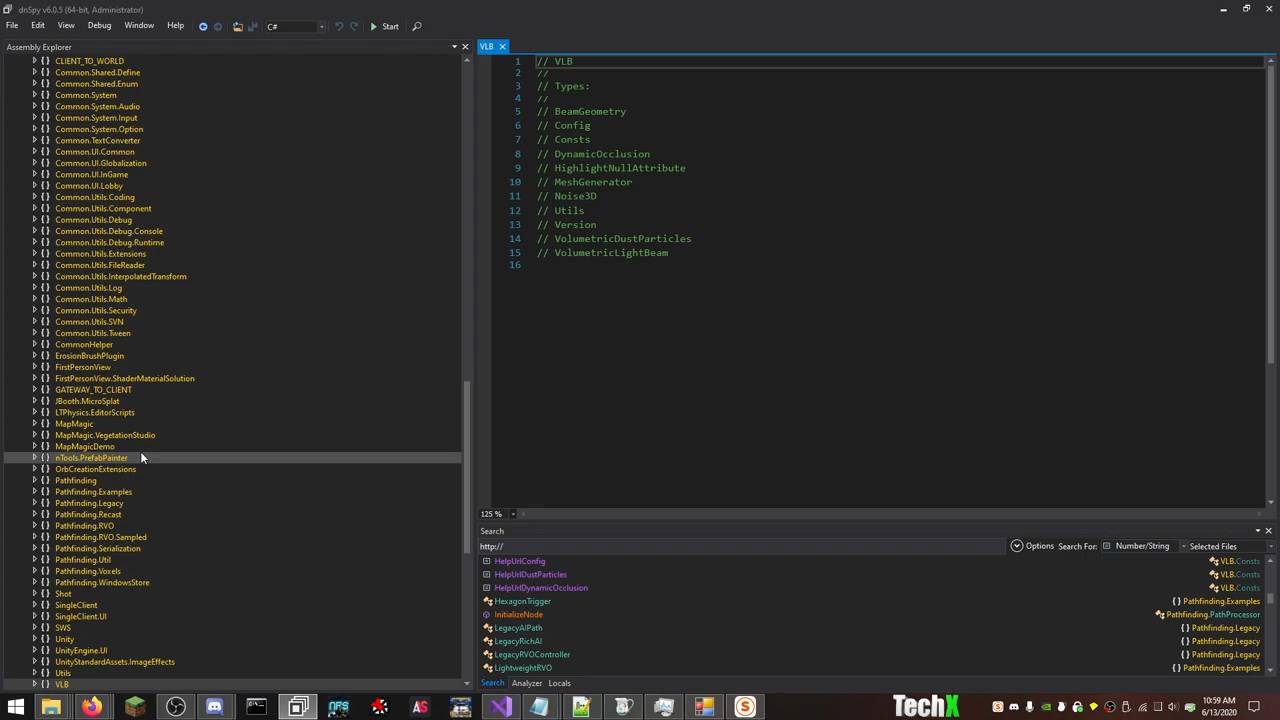 dnSpy v6.0.5 (64-bit, Administrator)
File Edit View Debug Window Help C# Start
Assembly Explorer
CLIENT_TO_WORLD
Common.Shared.Define
Common.Shared.Enum
Common.System
Common.System.Audio
Common.System.Input
Common.System.Option
Common.TextConverter
Common.UI.Common
Common.UI.Globalization
Common.UI.InGame
Common.UI.Lobby
Common.Utils.Coding
Common.Utils.Component
Common.Utils.Debug
Common.Utils.Debug.Console
Common.Utils.Debug.Runtime
Common.Utils.Extensions
Common.Utils.FileReader
Common.Utils.InterpolatedTransform
Common.Utils.Log
Common.Utils.Math
Common.Utils.Security
Common.Utils.SVN
Common.Utils.Tween
CommonHelper
ErosionBrushPlugin
FirstPersonView
FirstPersonView.ShaderMaterialSolution
GATEWAY_TO_CLIENT
JBooth.MicroSplat
LTPhysics.EditorScripts
MapMagic
MapMagic.VegetationStudio
MapMagicDemo
nTools.PrefabPainter
OrbCreationExtensions
Pathfinding
Pathfinding.Examples
Pathfinding.Legacy
Pathfinding.Recast
Pathfinding.RVO
Pathfinding.RVO.Sampled
Pathfinding.Serialization
Pathfinding.Util
Pathfinding.Voxels
Pathfinding.WindowsStore
Shot
SingleClient
SingleClient.UI
SWS
Unity
UnityEngine.UI
UnityStandardAssets.ImageEffects
Utils
VLB
VLB
1 // VLB
2 //
3 // Types:
4 //
5 // BeamGeometry
6 // Config
7 // Consts
8 // DynamicOcclusion
9 // HighlightNullAttribute
10 // MeshGenerator
11 // Noise3D
12 // Utils
13 // Version
14 // VolumetricDustParticles
15 // VolumetricLightBeam
16
125 %
Search
http:// Options Search For: Number/String Selected Files
HelpUrlConfig VLB.Consts
HelpUrlDustParticles VLB.Consts
HelpUrlDynamicOcclusion VLB.Consts
HexagonTrigger Pathfinding.Examples
InitializeNode Pathfinding.PathProcessor
LegacyAIPath Pathfinding.Legacy
LegacyRichAI Pathfinding.Legacy
LegacyRVOController Pathfinding.Legacy
LightweightRVO Pathfinding.Examples
Search Analyzer Locals
TechX
10:59 AM
6/13/2020